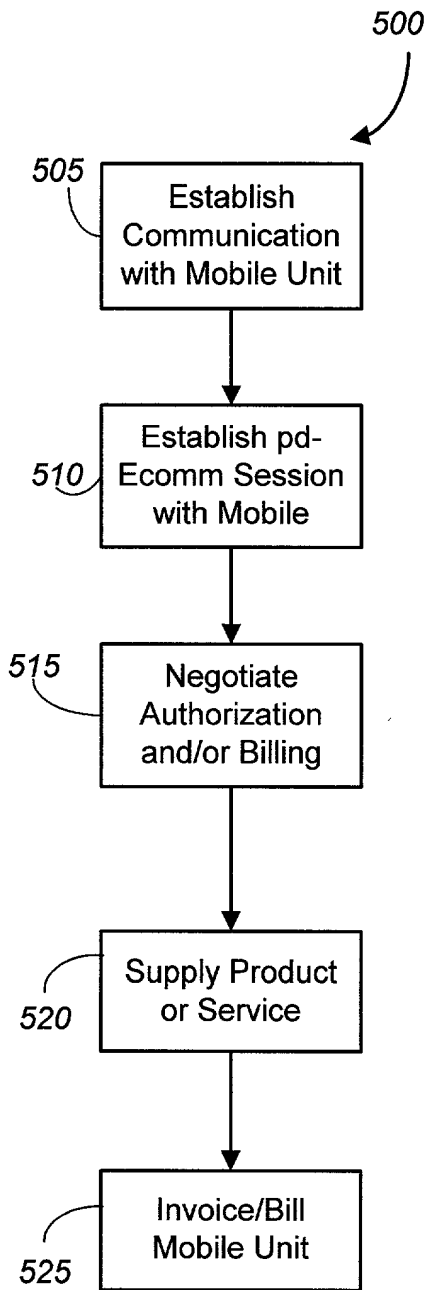 500
505
Establish
Communication
with Mobile Unit
510
Establish pd-
Ecomm Session
with Mobile
515
Negotiate
Authorization
and/or Billing
520
Supply Product
or Service
525
Invoice/Bill
Mobile Unit